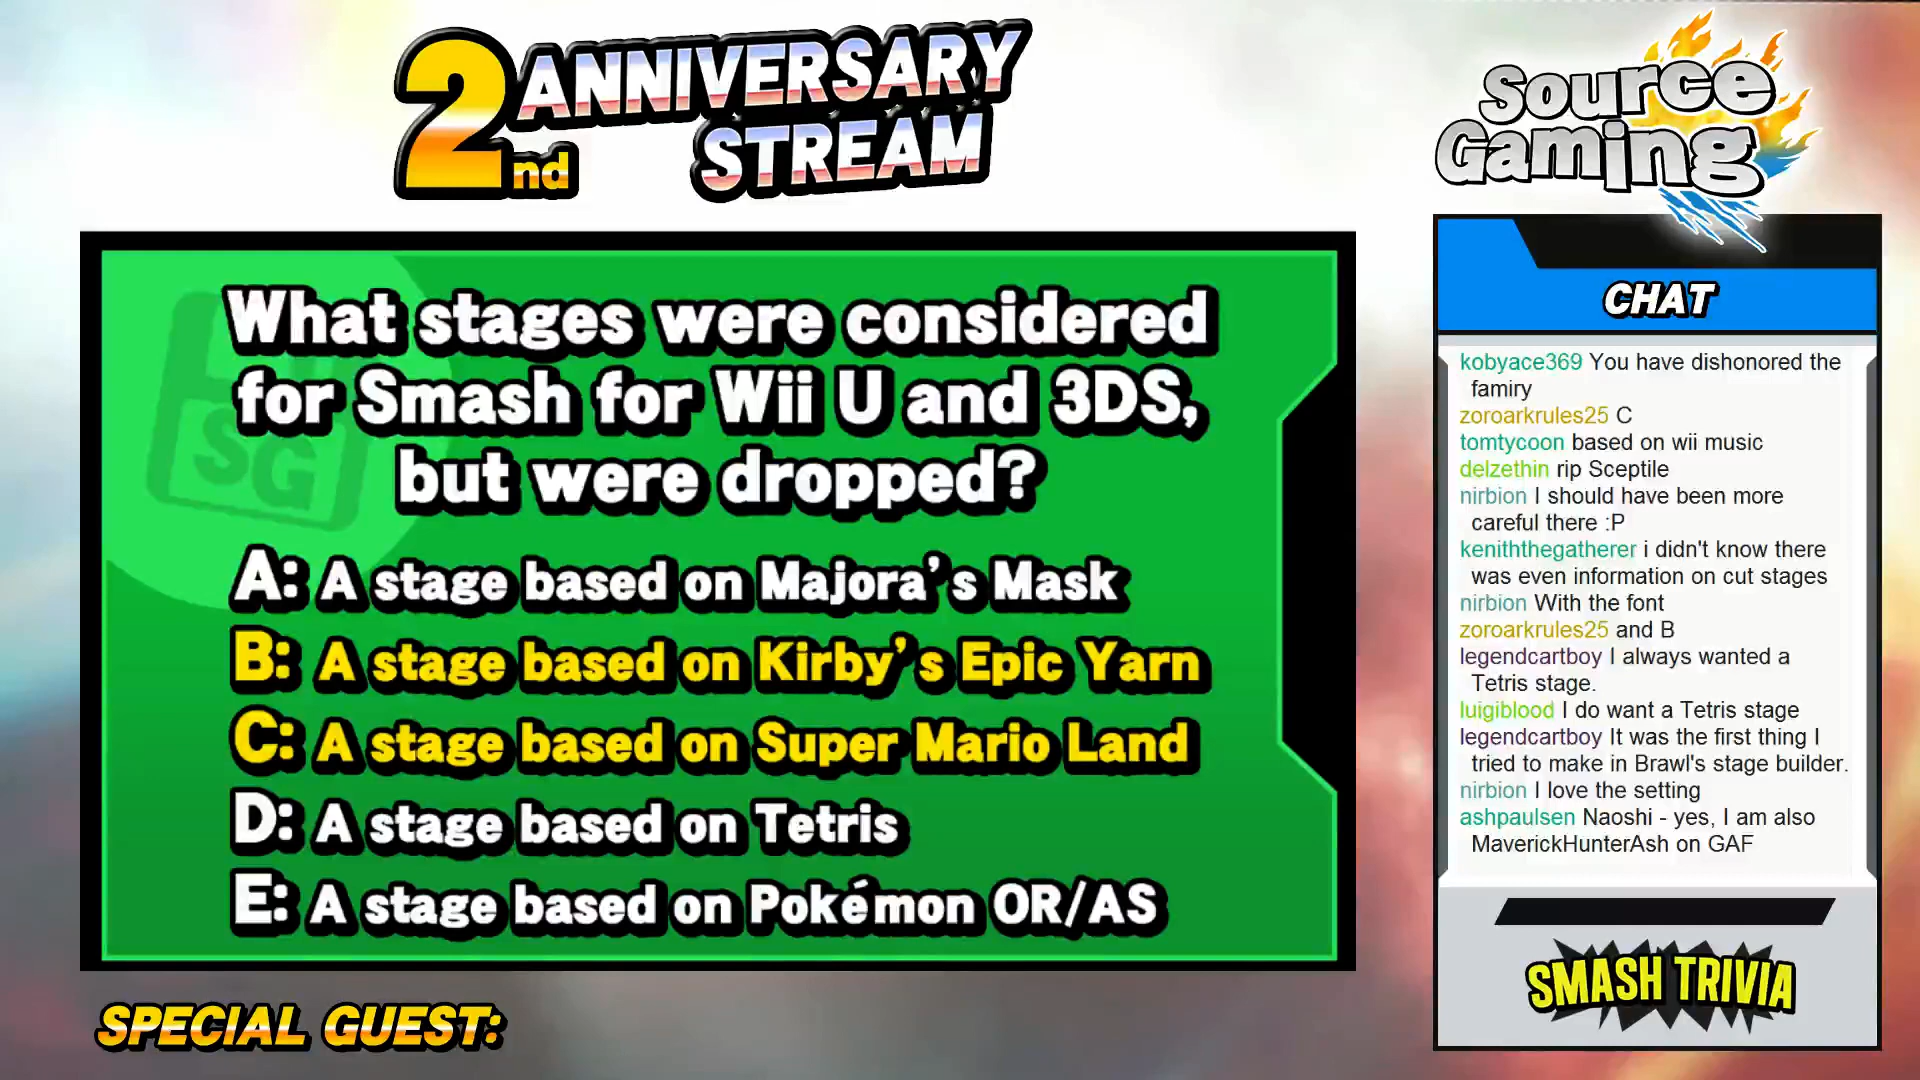 2nd ANNIVERSARY
STREAM
Source
Gaming
What stages were considered
for Smash for Wii U and 3DS,
but were dropped?
SG
A: A stage based on Majora's Mask
B: A stage based on Kirby's Epic Yarn
C: A stage based on Super Mario Land
D: A stage based on Tetris
E: A stage based on Pokémon OR/AS
SPECIAL GUEST:
CHAT
kobyace369 You have dishonored the
famiry
zoroarkrules25 C
tomtycoon based on wii music
delzethin rip Sceptile
nirbion I should have been more
careful there :P
keniththegatherer i didn't know there
was even information on cut stages
nirbion With the font
zoroarkrules25 and B
legendcartboy I always wanted a
Tetris stage.
luigiblood I do want a Tetris stage
legendcartboy It was the first thing I
tried to make in Brawl's stage builder.
nirbion I love the setting
ashpaulsen Naoshi - yes, I am also
MaverickHunterAsh on GAF
SMASH TRIVIA